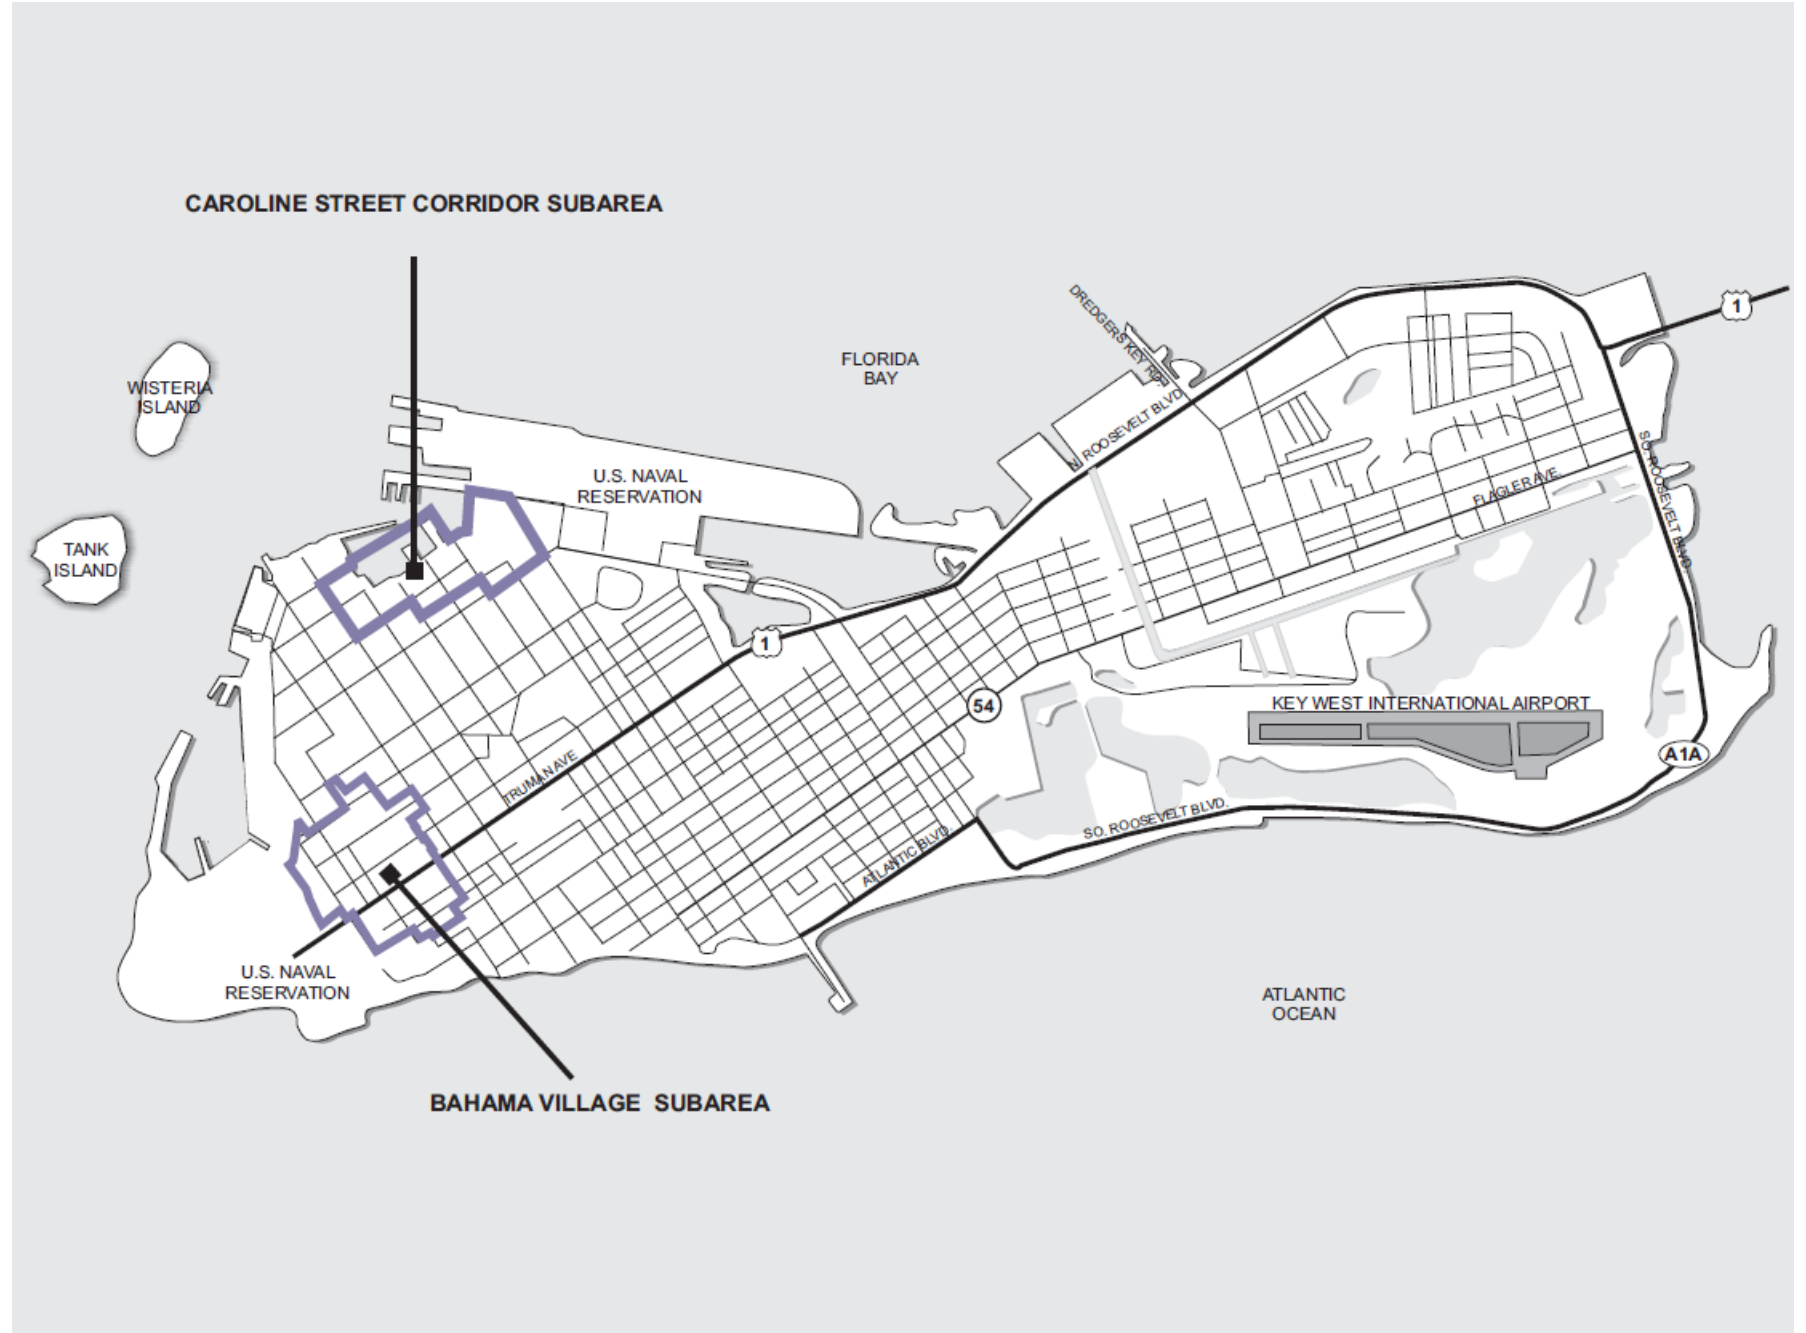 CAROLINE STREET CORRIDOR SUBAREA
1
DREDGERS KEY RD.
FLORIDA
BAY
WISTERIA
ISLAND
N. ROOSEVELT BLVD.
SO. ROOSEVELT BLVD.
U.S. NAVAL
RESERVATION
FLAGLER AVE.
TANK
ISLAND
1
54
KEY WEST INTERNATIONAL AIRPORT
A1A
TRUMAN AVE
SO. ROOSEVELT BLVD.
ATLANTIC BLVD.
U.S. NAVAL
RESERVATION
ATLANTIC
OCEAN
BAHAMA VILLAGE SUBAREA